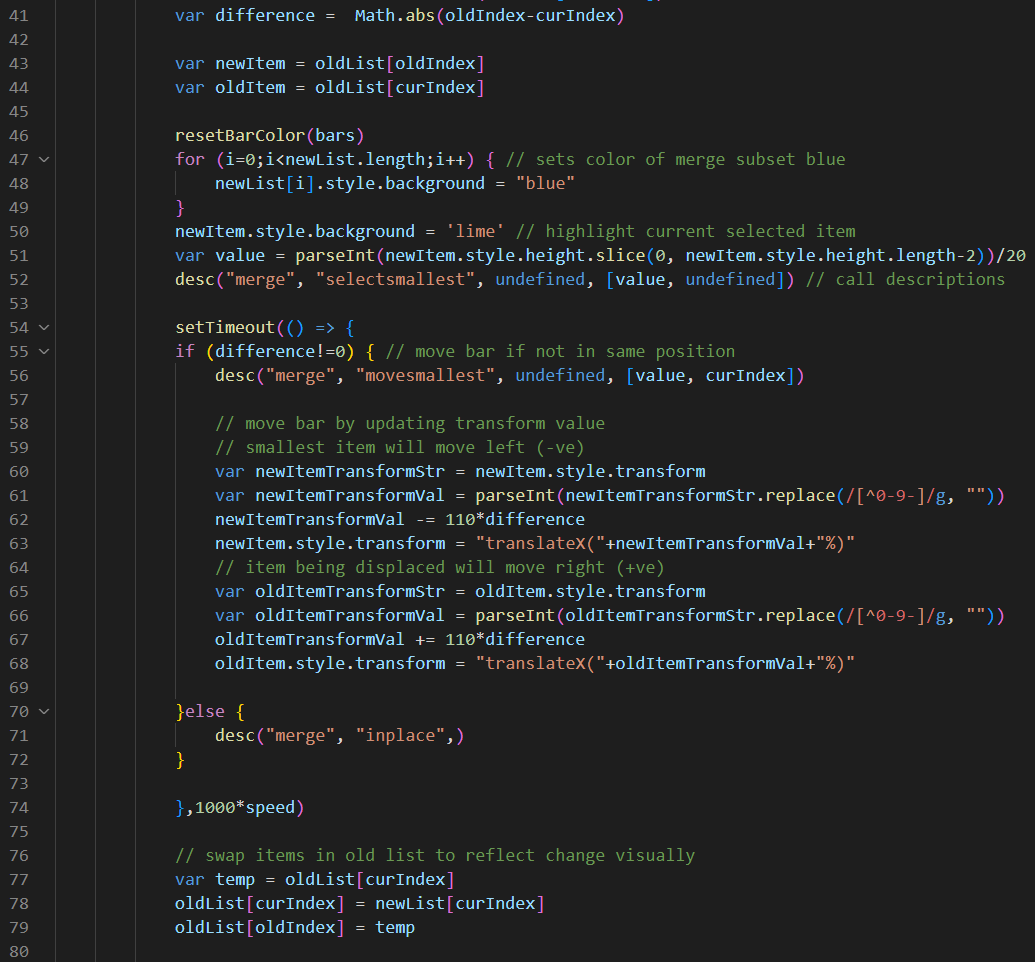 41 var difference =  Math.abs(oldIndex-curIndex)
42
43 var newItem = oldList[oldIndex]
44 var oldItem = oldList[curIndex]
45
46 resetBarColor(bars)
47 for (i=0;i<newList.length;i++) { // sets color of merge subset blue
48 newList[i].style.background = "blue"
49 }
50 newItem.style.background = 'lime' // highlight current selected item
51 var value = parseInt(newItem.style.height.slice(0, newItem.style.height.length-2))/20
52 desc("merge", "selectsmallest", undefined, [value, undefined]) // call descriptions
53
54 setTimeout(() => {
55 if (difference!=0) { // move bar if not in same position
56 desc("merge", "movesmallest", undefined, [value, curIndex])
57
58 // move bar by updating transform value
59 // smallest item will move left (-ve)
60 var newItemTransformStr = newItem.style.transform
61 var newItemTransformVal = parseInt(newItemTransformStr.replace(/[^0-9-]/g, ""))
62 newItemTransformVal -= 110*difference
63 newItem.style.transform = "translateX("+newItemTransformVal+"%)"
64 // item being displaced will move right (+ve)
65 var oldItemTransformStr = oldItem.style.transform
66 var oldItemTransformVal = parseInt(oldItemTransformStr.replace(/[^0-9-]/g, ""))
67 oldItemTransformVal += 110*difference
68 oldItem.style.transform = "translateX("+oldItemTransformVal+"%)"
69
70 }else {
71 desc("merge", "inplace",)
72 }
73
74 },1000*speed)
75
76 // swap items in old list to reflect change visually
77 var temp = oldList[curIndex]
78 oldList[curIndex] = newList[curIndex]
79 oldList[oldIndex] = temp
80